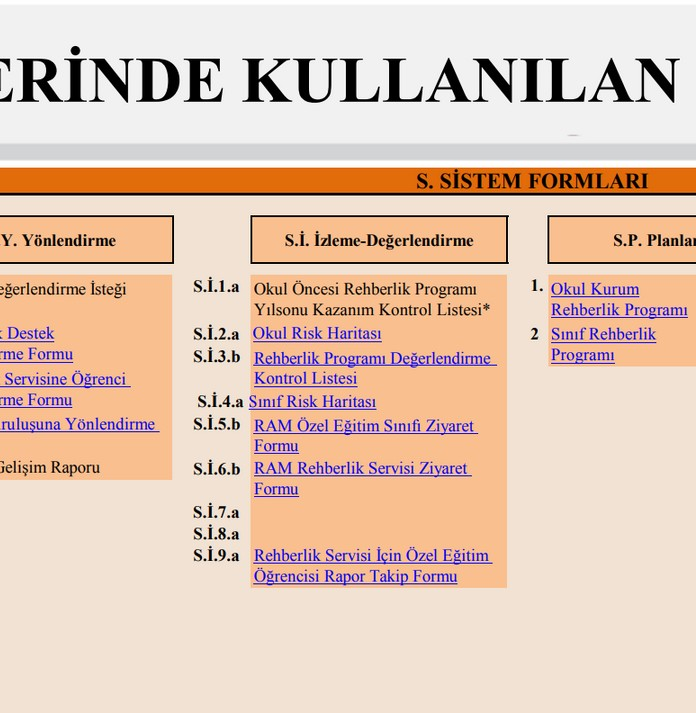 ERİNDE KULLANILAN
S. SİSTEM FORMLARI
Y. Yönlendirme
eğerlendirme İsteği
k Destek
rme Formu
Servisine Öğrenci
rme Formu
ruluşuna Yönlendirme
Gelişim Raporu
S.İ. İzleme-Değerlendirme
S.İ.1.a Okul Öncesi Rehberlik Programı
Yılsonu Kazanım Kontrol Listesi*
S.İ.2.a Okul Risk Haritası
S.İ.3.b Rehberlik Programı Değerlendirme
Kontrol Listesi
S.İ.4.a Sınıf Risk Haritası
S.İ.5.b RAM Özel Eğitim Sınıfı Ziyaret
Formu
S.İ.6.b RAM Rehberlik Servisi Ziyaret
Formu
S.İ.7.a
S.İ.8.a
S.İ.9.a Rehberlik Servisi İçin Özel Eğitim
Öğrencisi Rapor Takip Formu
S.P. Planlan
1. Okul Kurum
Rehberlik Programı
2 Sınıf Rehberlik
Programı